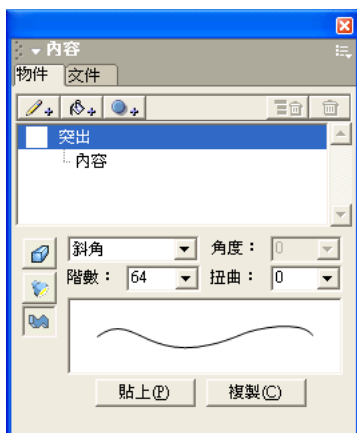 內容
物件 文件
突出
內容
斜角 角度： 0
階數： 64 扭曲： 0
貼上(P) 複製(C)